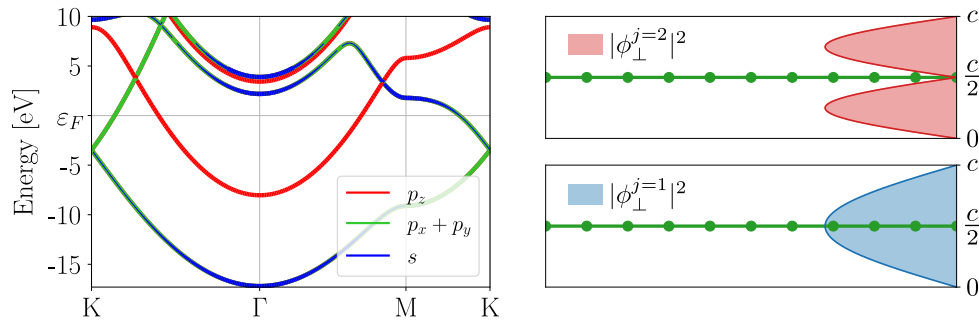 10
5
ε_F
-5
-10
-15
Energy [eV]
K
Γ
M
K
p_z
p_x + p_y
s
|ϕ_⊥^{j=2}|^2
c
c/2
0
|ϕ_⊥^{j=1}|^2
c
c/2
0